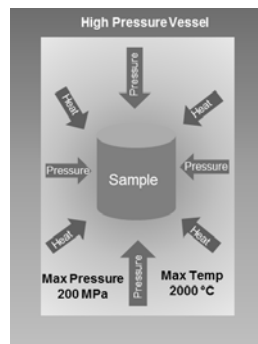 High Pressure Vessel
Pressure
Heat
Heat
Pressure
Sample
Pressure
Heat
Heat
Max Pressure
200 MPa
Pressure
Max Temp
2000 °C